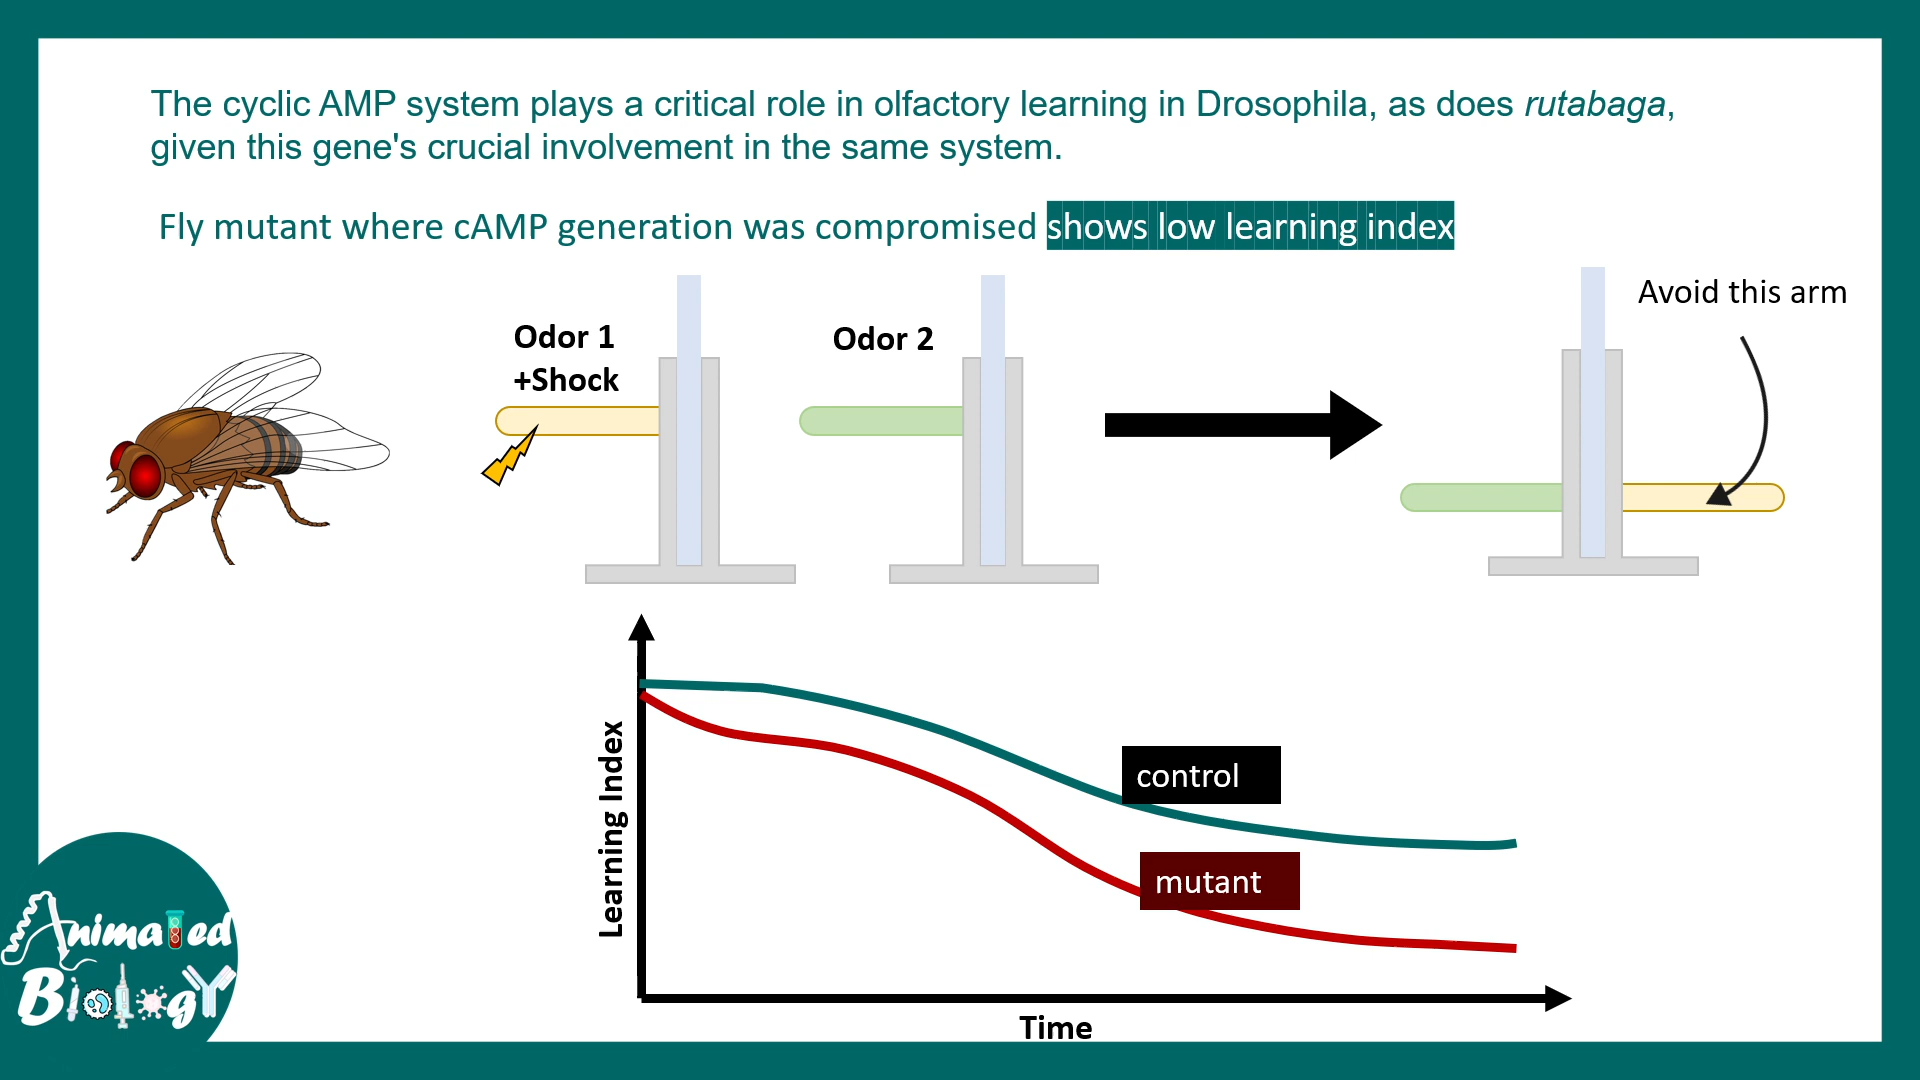 The cyclic AMP system plays a critical role in olfactory learning in Drosophila, as does rutabaga,
given this gene's crucial involvement in the same system.
Fly mutant where cAMP generation was compromised shows low learning index
Odor 1
+Shock
Odor 2
Avoid this arm
Learning Index
control
mutant
Time
Animated
Biology